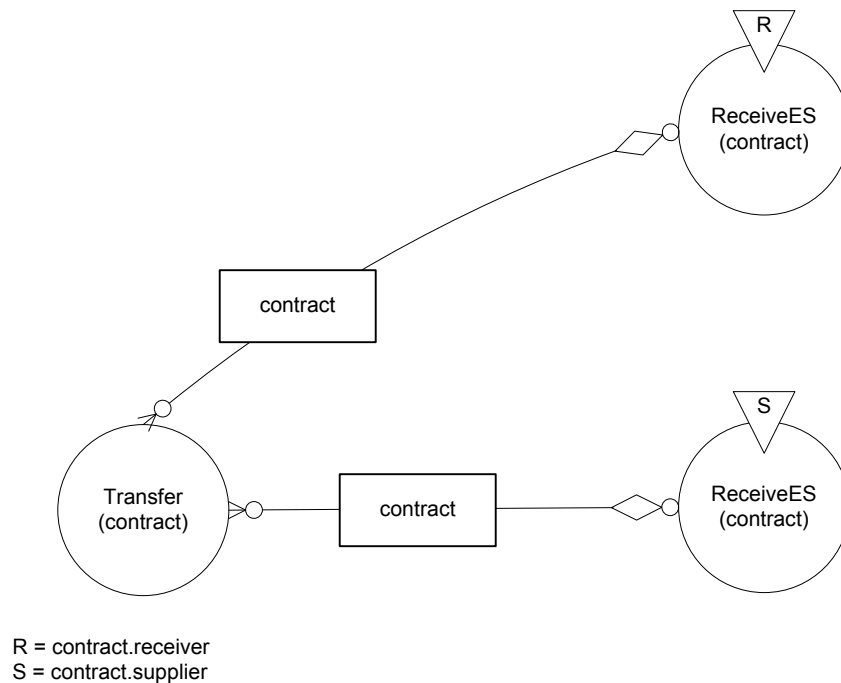 R
ReceiveES
(contract)
contract
S
Transfer
(contract)
contract
ReceiveES
(contract)
R = contract.receiver
S = contract.supplier